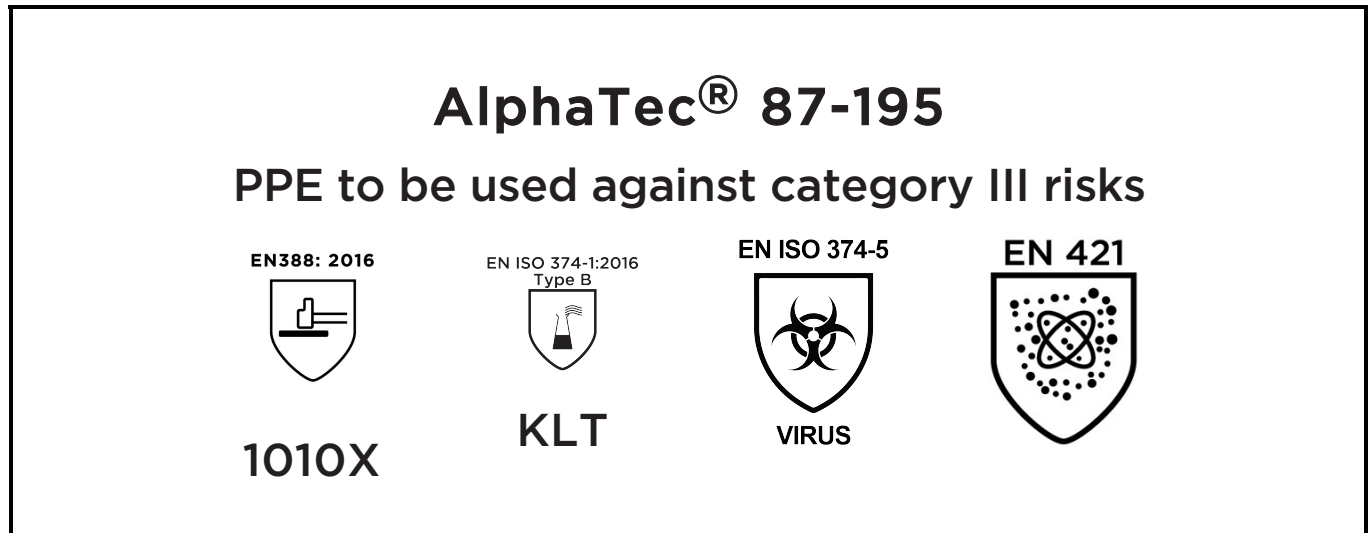 AlphaTec® 87-195
PPE to be used against category III risks
EN388: 2016
1010X
EN ISO 374-1:2016
Type B
KLT
EN ISO 374-5
VIRUS
EN 421